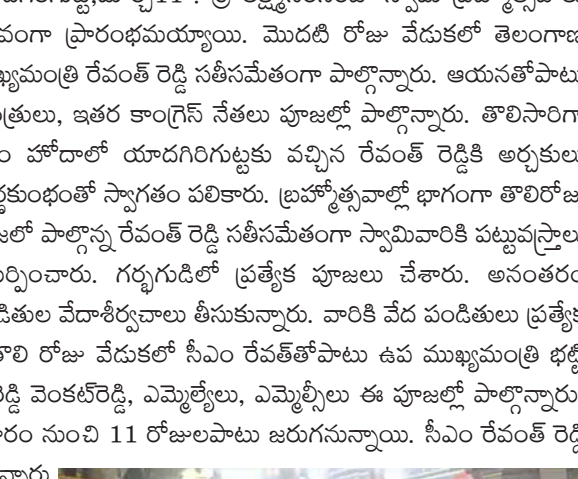 వంగా ప్రారంభమయ్యాయి. మొదటి రోజు వేడుకలో తెలంగాణ
ఖ్యమంత్రి రేవంత్ రెడ్డి సతీసమేతంగా పాల్గొన్నారు. ఆయనతోపాటు
త్రులు, ఇతర కాంగ్రెస్ నేతలు పూజల్లో పాల్గొన్నారు. తొలిసారిగా
ం హోదాలో యాదగిరిగుట్టకు వచ్చిన రేవంత్ రెడ్డికి అర్చకులు
ర్ణకుంభంతో స్వాగతం పలికారు. బ్రహ్మోత్సవాల్లో భాగంగా తొలిరోజు
జలో పాల్గొన్న రేవంత్ రెడ్డి సతీసమేతంగా స్వామివారికి పట్టువస్త్రాలు
ర్పించారు. గర్భగుడిలో ప్రత్యేక పూజలు చేశారు. అనంతరం
డితుల వేదాశీర్వచాలు తీసుకున్నారు. వారికి వేద పండితులు ప్రత్యేక
తొలి రోజు వేడుకలో సీఎం రేవత్‌తోపాటు ఉప ముఖ్యమంత్రి భట్టి
రెడ్డి వెంకట్‌రెడ్డి, ఎమ్మెల్యేలు, ఎమ్మెల్సీలు ఈ పూజల్లో పాల్గొన్నారు
రం నుంచి 11 రోజులపాటు జరుగనున్నాయి. సీఎం రేవంత్ రెడ్డి